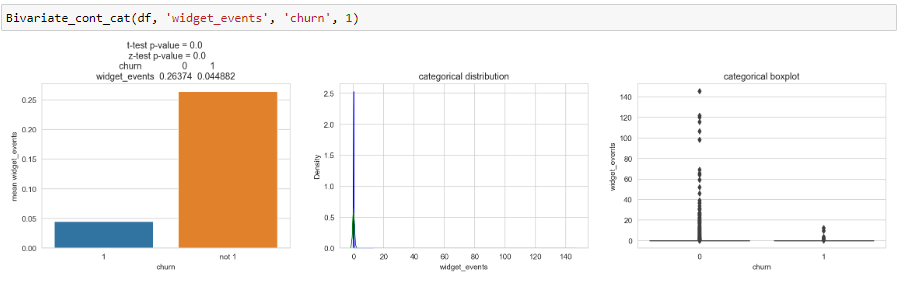 Bivariate_cont_cat(df, 'widget_events', 'churn', 1)
t-test p-value = 0.0
z-test p-value = 0.0
churn 0 1
widget_events 0.26374 0.044882
mean widget_events
0.25
0.20
0.15
0.10
0.05
0.00
1 not 1
churn
categorical distribution
Density
2.5
2.0
1.5
1.0
0.5
0.0
0 20 40 60 80 100 120 140
widget_events
categorical boxplot
widget_events
140
120
100
80
60
40
20
0
0 1
churn